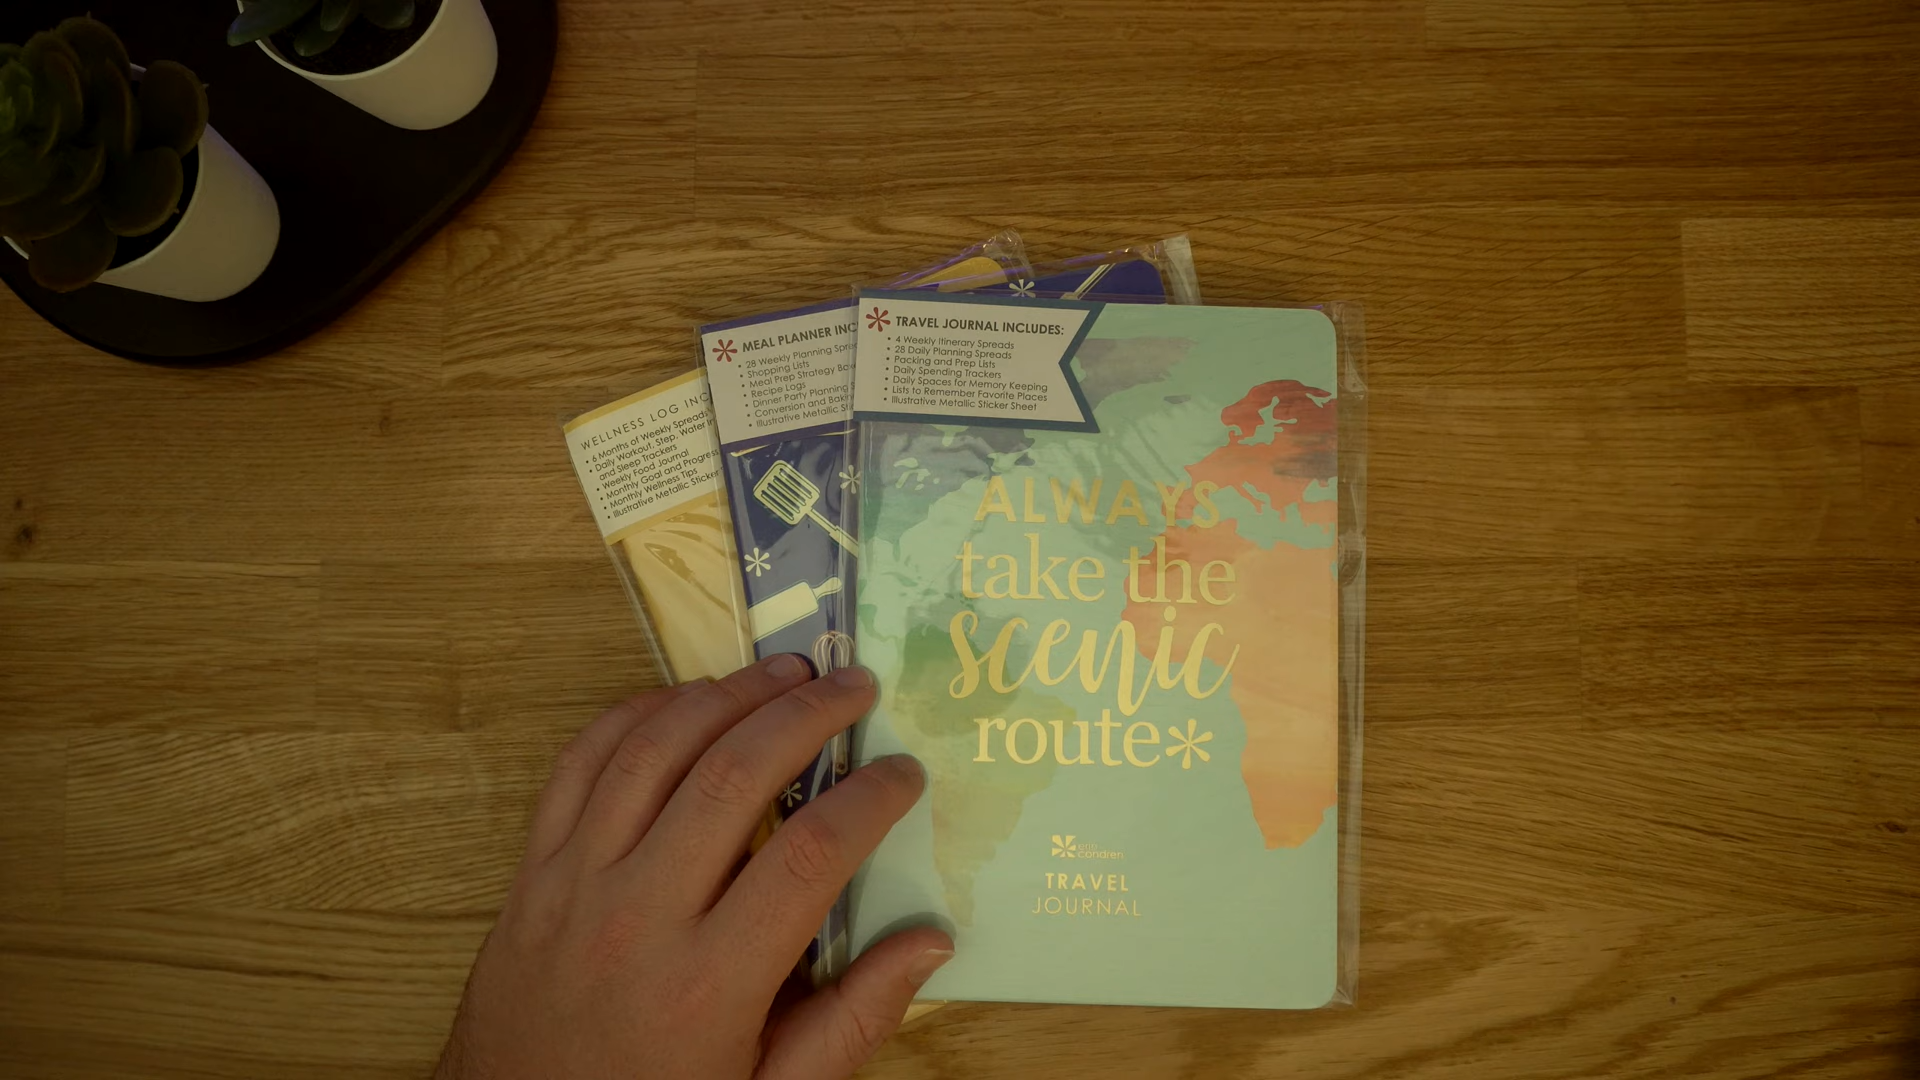 WELLNESS LOG INC
• 6 Months of Weekly Spreads
• Daily Workout, Step, Water
and Sleep Trackers
• Weekly Food Journal
• Monthly Goal and Progress
• Monthly Wellness Tips
• Illustrative Metallic Sticker
MEAL PLANNER INC
• 28 Weekly Planning
• Shopping Lists
• Meal Prep Strategy
• Recipe Logs
• Dinner Party Planning
• Conversion and
• Illustrative Metallic
TRAVEL JOURNAL INCLUDES:
• 4 Weekly Itinerary Spreads
• 28 Daily Planning Spreads
• Packing and Prep Lists
• Daily Spending Trackers
• Daily Spaces for Memory Keeping
• Lists to Remember Favorite Places
• Illustrative Metallic Sticker Sheet
ALWAYS
take the
scenic
route*
erin
condren
TRAVEL
JOURNAL